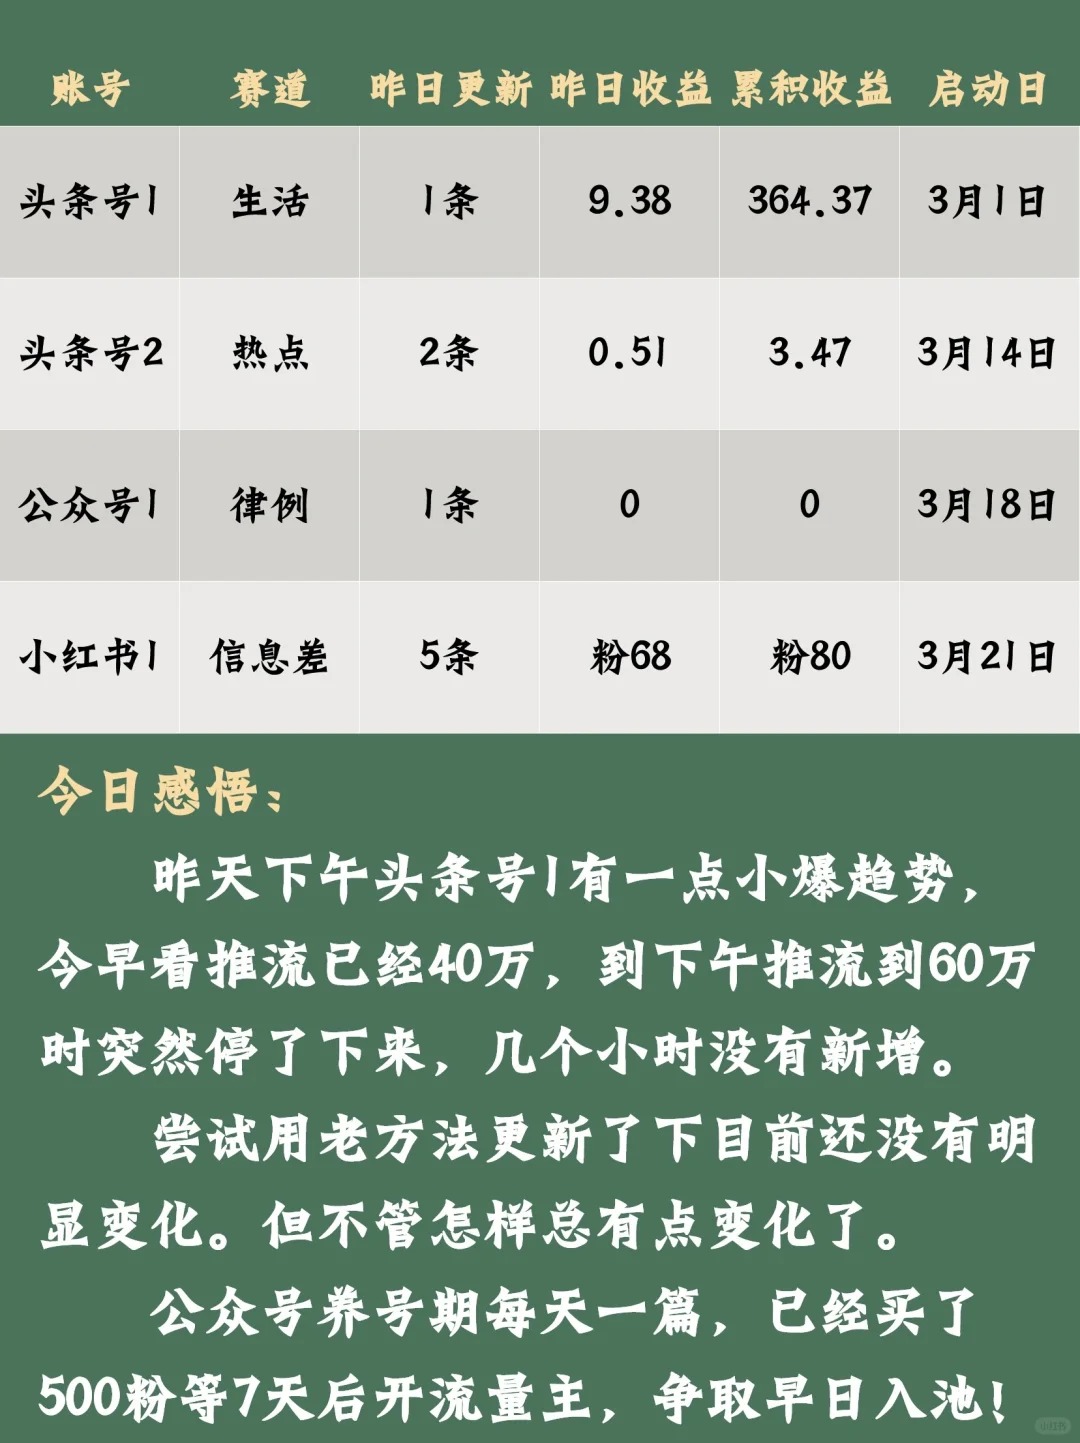 账号 赛道 昨日更新 昨日收益 累积收益 启动日
头条号1 生活 1条 9.38 364.37 3月1日
头条号2 热点 2条 0.51 3.47 3月14日
公众号1 律例 1条 0 0 3月18日
小红书1 信息差 5条 粉68 粉80 3月21日
今日感悟：
昨天下午头条号1有一点小爆趋势，
今早看推流已经40万，到下午推流到60万
时突然停了下来，几个小时没有新增。
尝试用老方法更新了下目前还没有明
显变化。但不管怎样总有点变化了。
公众号养号期每天一篇，已经买了
500粉等7天后开流量主，争取早日入池！
小红书